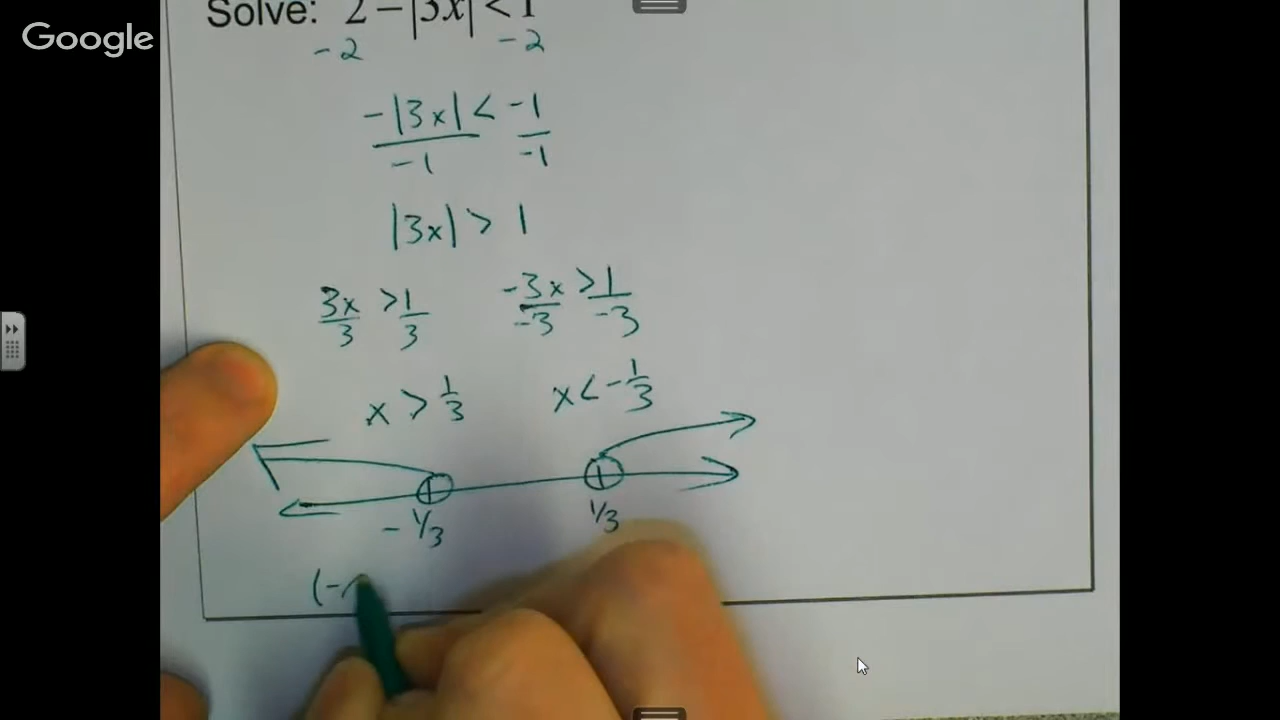 Google
Solve: 2 - |3x| < 1
-2 -2
-|3x| < -1
-1 -1
|3x| > 1
3x > 1 -3x > 1
3 3 -3 -3
x > 1/3 x < -1/3
-1/3 1/3
(-